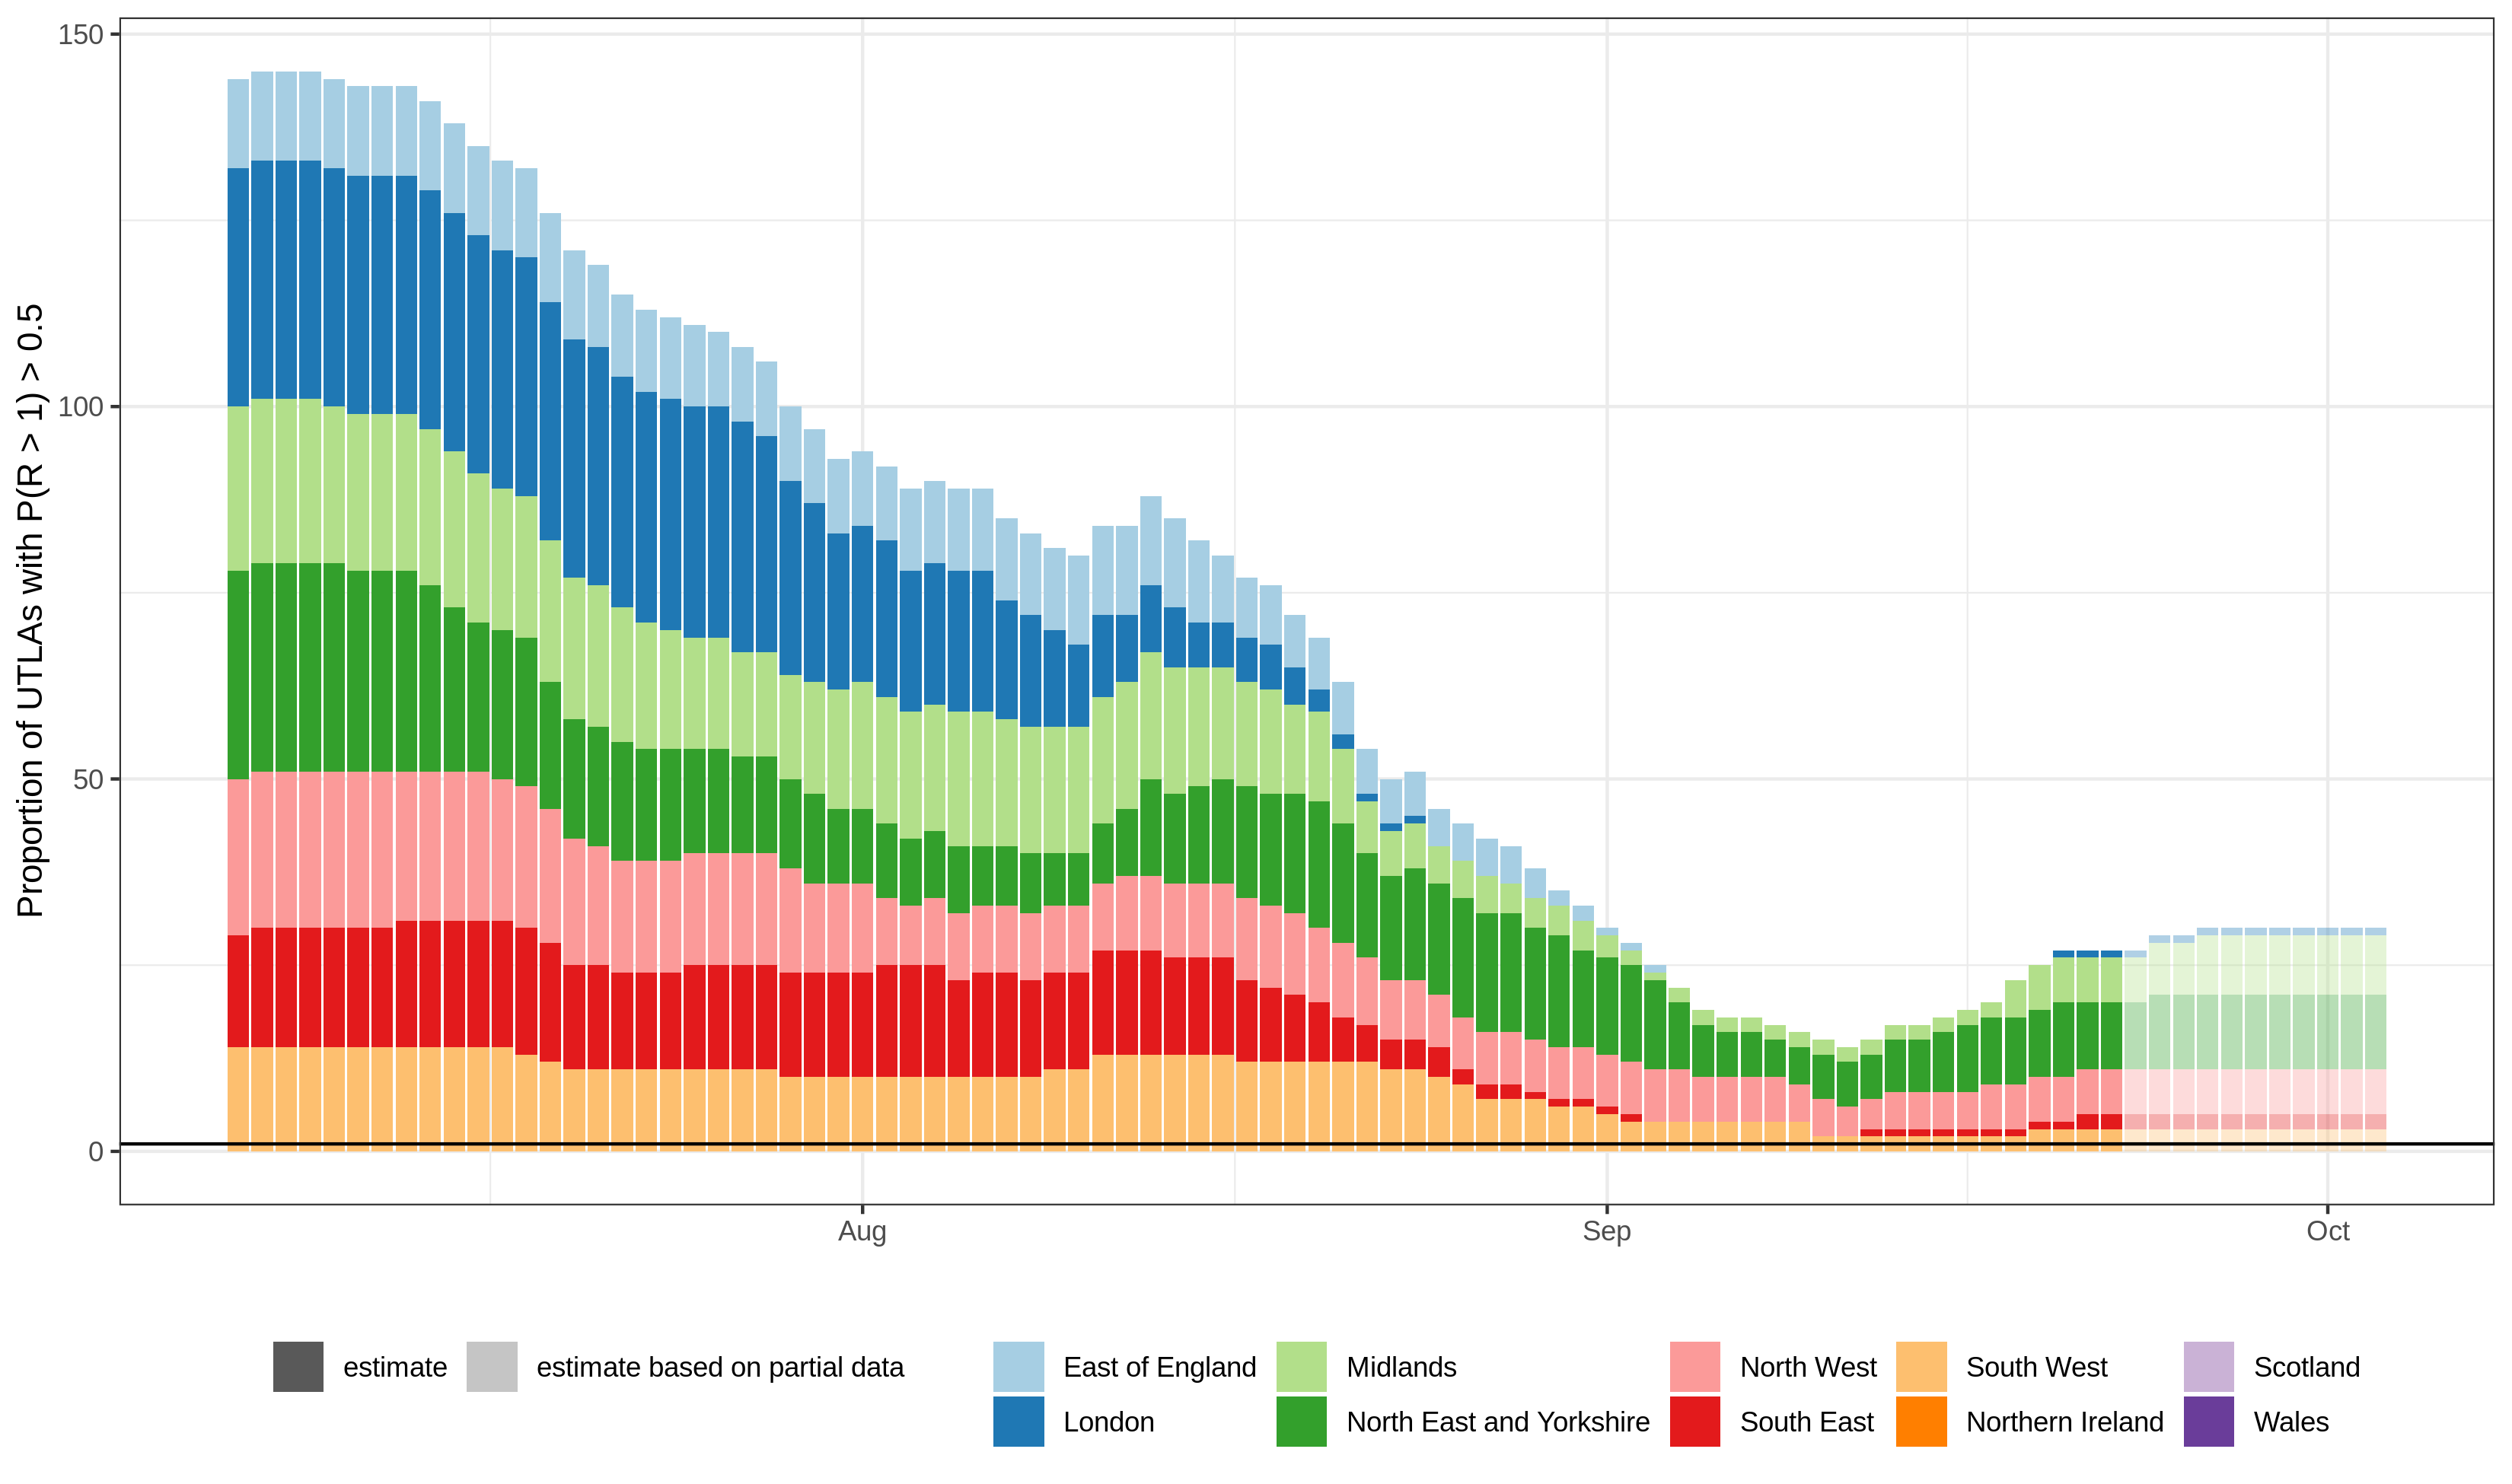 Proportion of UTLAs with P(R > 1) > 0.5
150
100
50
0
Aug Sep Oct
estimate estimate based on partial data East of England Midlands North West South West Scotland
London North East and Yorkshire South East Northern Ireland Wales